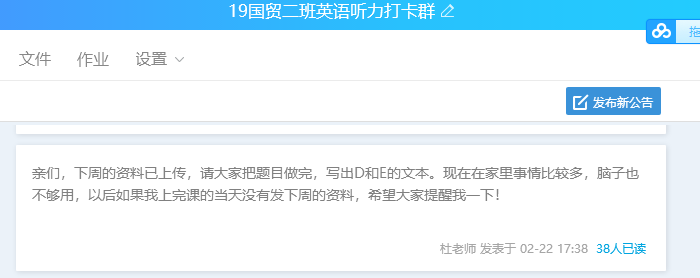 19国贸二班英语听力打卡群
拖
文件 作业 设置
发布新公告
亲们，下周的资料已上传，请大家把题目做完，写出D和E的文本。现在在家里事情比较多，脑子也
不够用，以后如果我上完课的当天没有发下周的资料，希望大家提醒我一下！
杜老师 发表于 02-22 17:38 38人已读